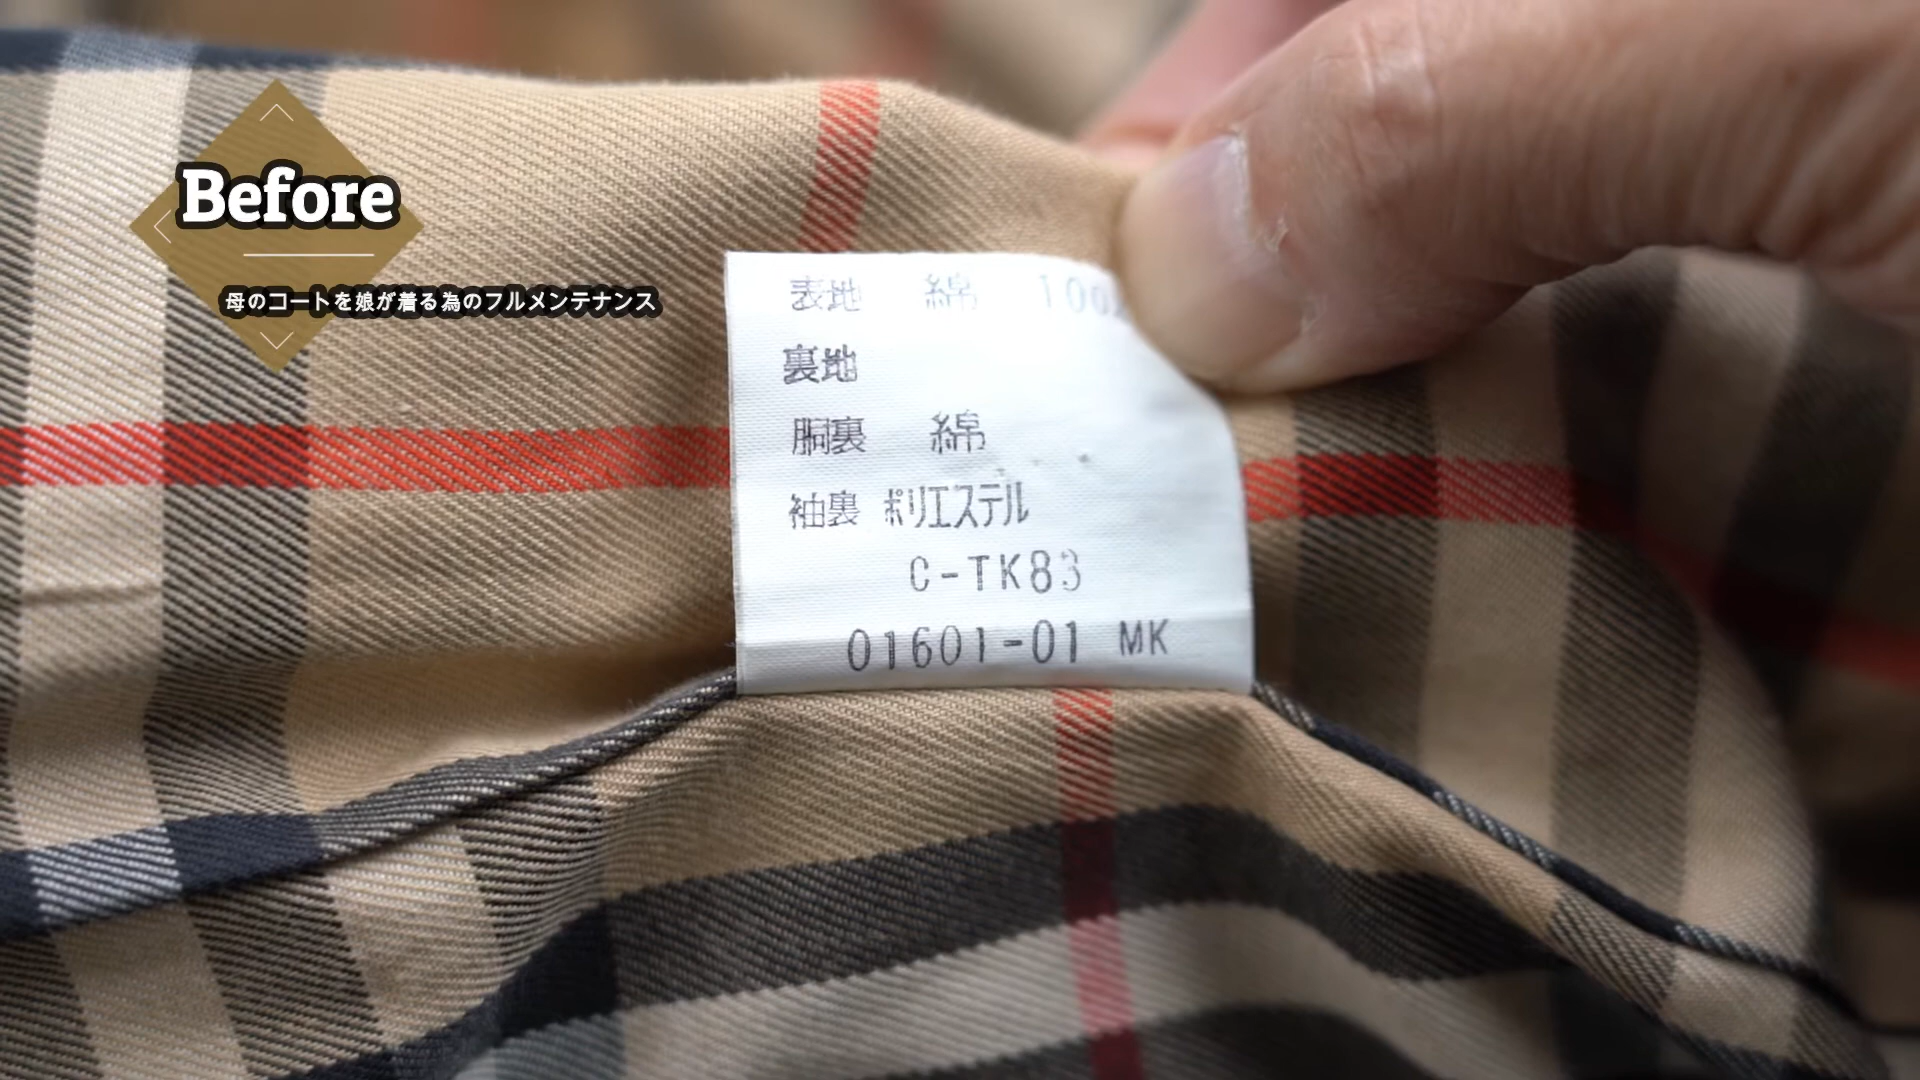 Before
母のコートを娘が着る為のフルメンテナンス
表地 綿 100
裏地
胴裏 綿
袖裏 ポリエステル
C-TK83
01601-01 MK